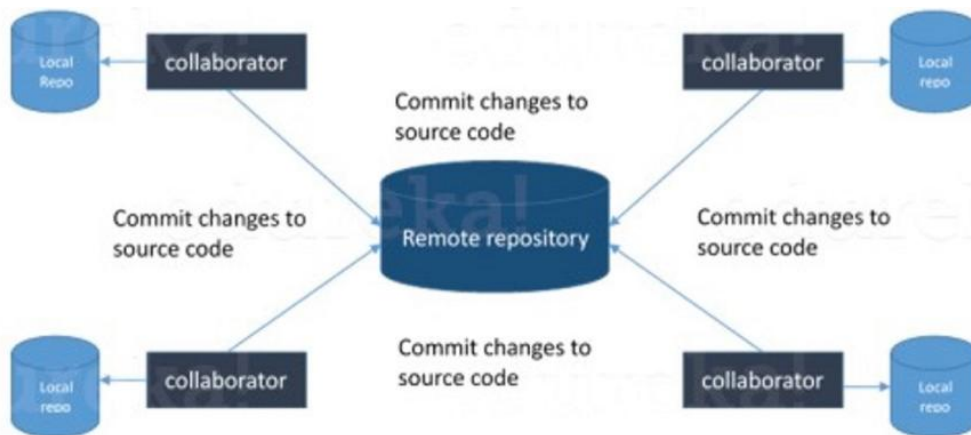 Local
Repo
collaborator
collaborator
Local
repo
Commit changes to
source code
Commit changes to
source code
Remote repository
Commit changes to
source code
Commit changes to
source code
Local
repo
collaborator
collaborator
Local
repo